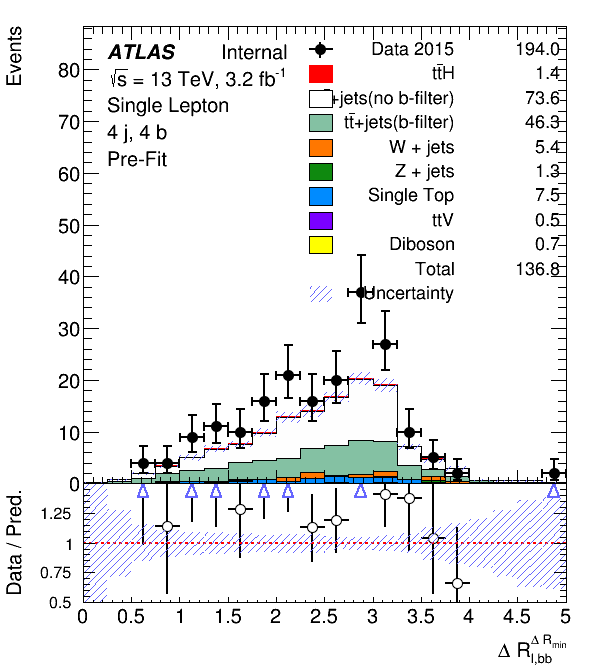 Events
ATLAS Internal
√s = 13 TeV, 3.2 fb-1
Single Lepton
4 j, 4 b
Pre-Fit
Data 2015 194.0
tt̄H 1.4
+jets(no b-filter) 73.6
tt̄+jets(b-filter) 46.3
W + jets 5.4
Z + jets 1.3
Single Top 7.5
ttV 0.5
Diboson 0.7
Total 136.8
Uncertainty
80
70
60
50
40
30
20
10
0
Data / Pred.
1.25
1
0.75
0.5
0 0.5 1 1.5 2 2.5 3 3.5 4 4.5 5
Δ R l,bb Δ R min